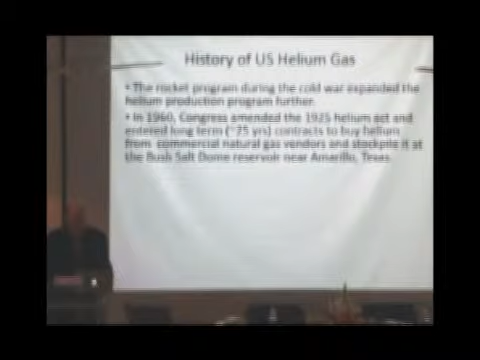 History of US Helium Gas
• The rocket program during the cold war expanded the
helium production program further.
• In 1960, Congress amended the 1925 helium act and
entered long term (~25 yrs) contracts to buy helium
from commercial natural gas vendors and stockpile it at
the Bush Salt Dome reservoir near Amarillo, Texas.